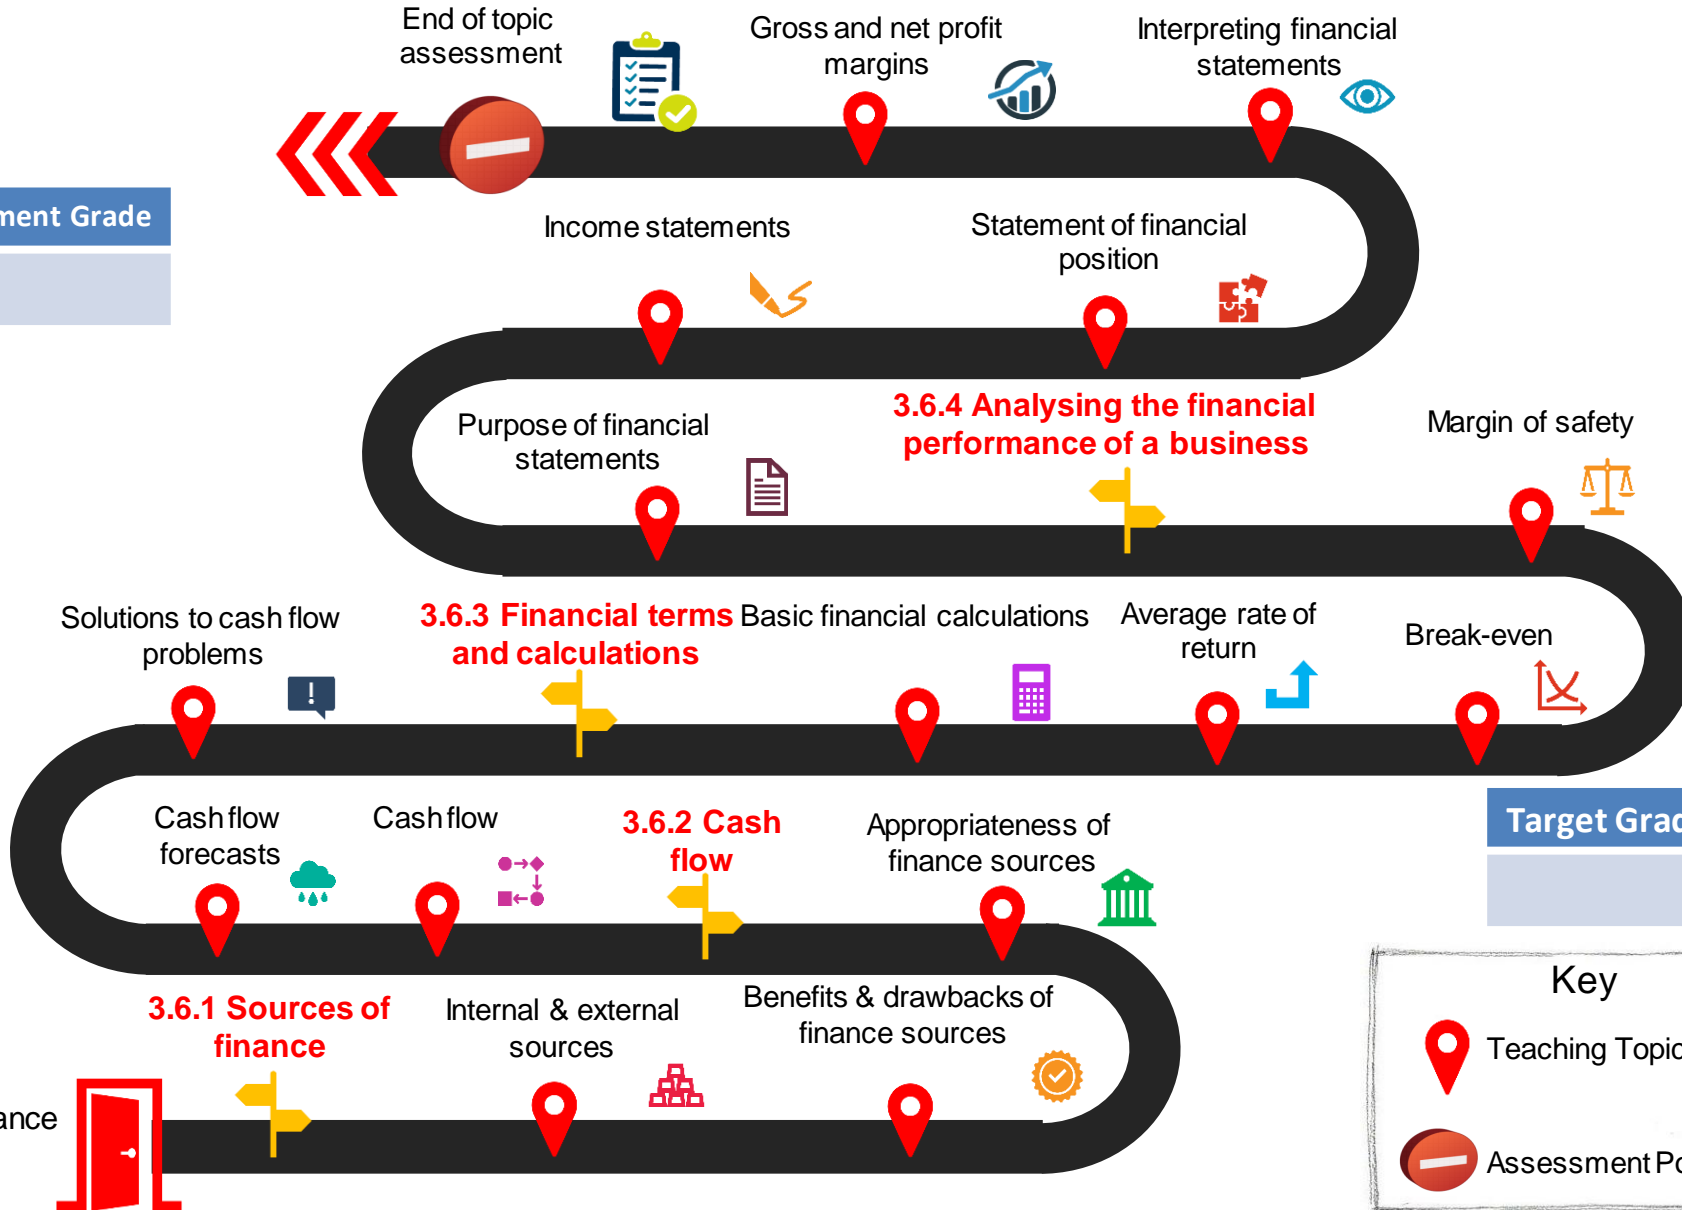 End of topic
assessment
Gross and net profit
margins
Interpreting financial
statements
ment Grade
Income statements
Statement of financial
position
Purpose of financial
statements
3.6.4 Analysing the financial
performance of a business
Margin of safety
Solutions to cash flow
problems
3.6.3 Financial terms
and calculations
Basic financial calculations
Average rate of
return
Break-even
Cash flow
forecasts
Cash flow
3.6.2 Cash
flow
Appropriateness of
finance sources
Target Grad
3.6.1 Sources of
finance
Internal & external
sources
Benefits & drawbacks of
finance sources
ance
Key
Teaching Topic
Assessment Po